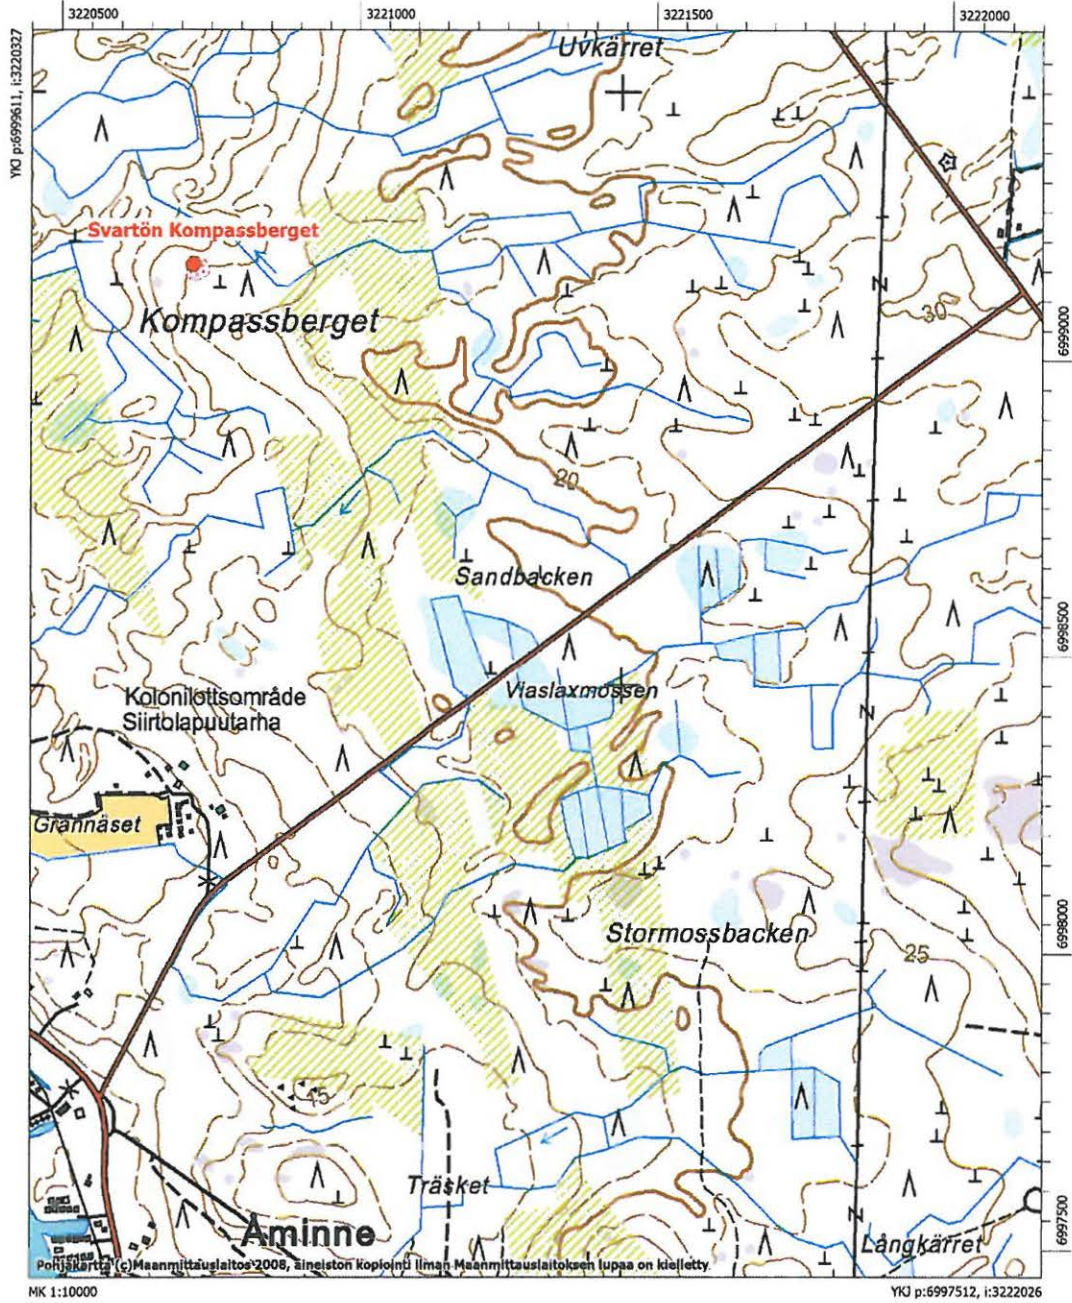 3220500
3221000
3221500
3222000
YKJ p:6999611, i:3220327
Uvkärret
Svartön Kompassberget
Kompassberget
30
6999000
20
Sandbacken
6998500
Kolonilottsområde
Siirtolapuutarha
Viaslaxmossen
Grannäset
Stormossbacken
6998000
25
15
Träsket
Åminne
Långkärret
6997500
Pohjakartta (c)Maanmittauslaitos 2008, aineiston kopiointi ilman Maanmittauslaitoksen lupaa on kielletty.
MK 1:10000
YKJ p:6997512, i:3222026